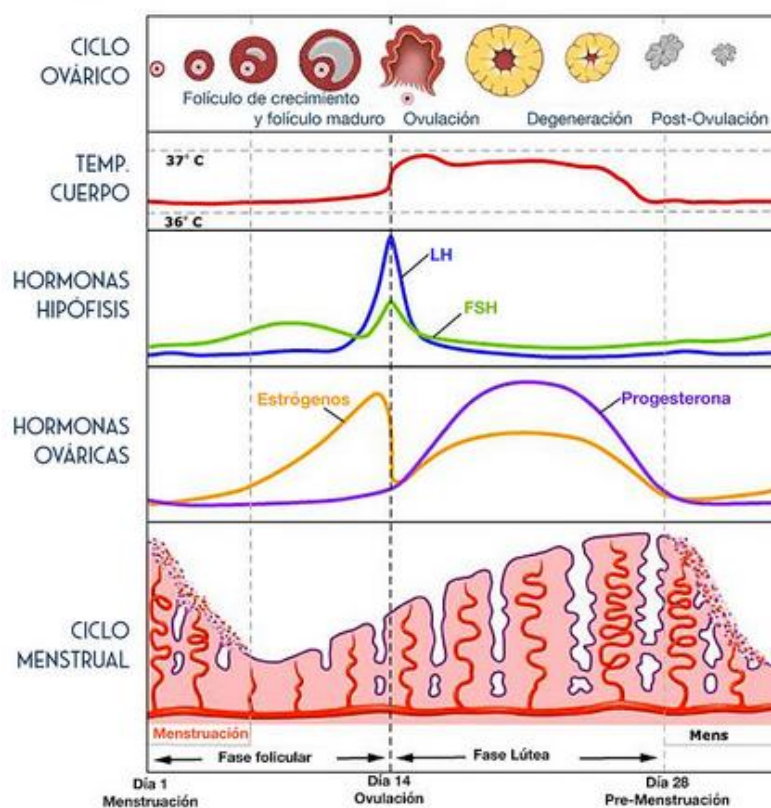 CICLO
OVÁRICO
Folículo de crecimiento
y folículo maduro
Ovulación
Degeneración
Post-Ovulación
TEMP.
CUERPO
37° C
36° C
HORMONAS
HIPÓFISIS
LH
FSH
HORMONAS
OVÁRICAS
Estrógenos
Progesterona
CICLO
MENSTRUAL
Menstruación
Mens
Fase folicular
Fase Lútea
Día 1
Menstruación
Día 14
Ovulación
Día 28
Pre-Menstruación